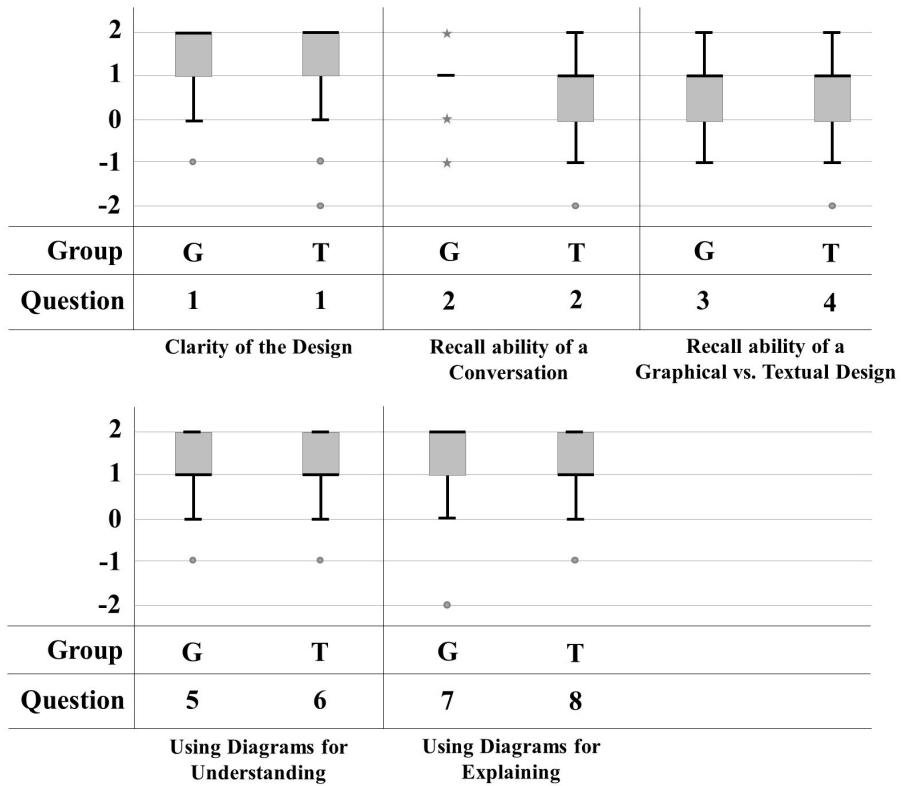 2
1
0
-1
-2
Group G T G T G T
Question 1 1 2 2 3 4
Clarity of the Design
Recall ability of a
Conversation
Recall ability of a
Graphical vs. Textual Design
2
1
0
-1
-2
Group G T G T
Question 5 6 7 8
Using Diagrams for
Understanding
Using Diagrams for
Explaining